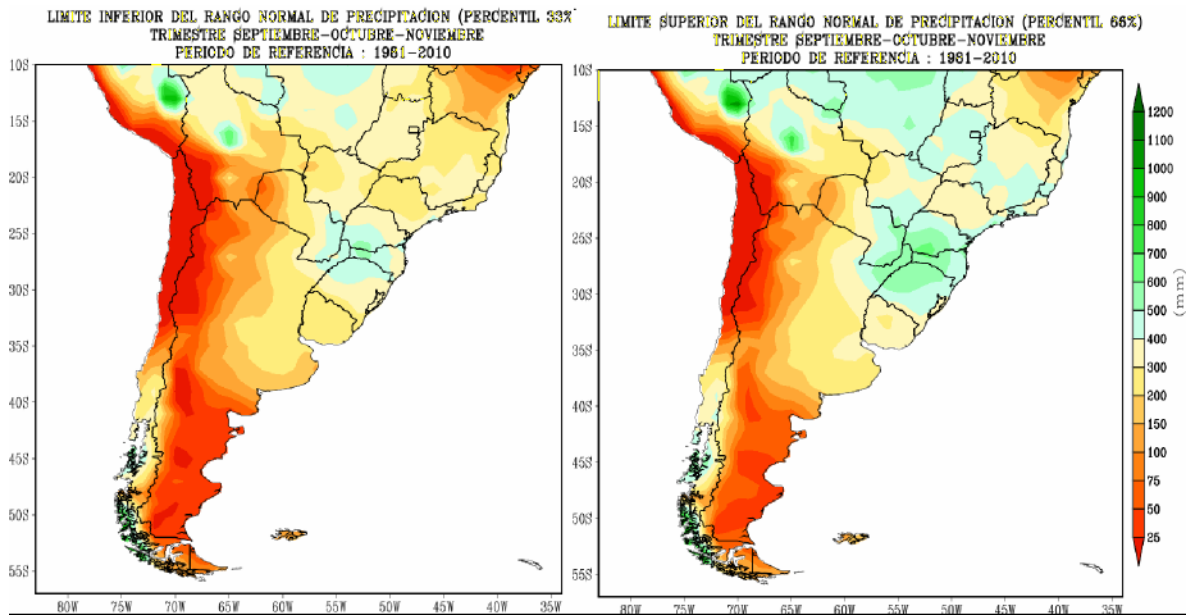 LIMITE INFERIOR DEL RANGO NORMAL DE PRECIPITACION (PERCENTIL 33%
TRIMESTRE SEPTIEMBRE-OCTUBRE-NOVIEMBRE
PERIODO DE REFERENCIA : 1961-2010
10S
15S
20S
25S
30S
35S
40S
45S
50S
55S
80W 75W 70W 65W 60W 55W 50W 45W 40W 35W
LIMITE SUPERIOR DEL RANGO NORMAL DE PRECIPITACION (PERCENTIL 66%)
TRIMESTRE SEPTIEMBRE-OCTUBRE-NOVIEMBRE
PERIODO DE REFERENCIA : 1981-2010
10S
15S
20S
25S
30S
35S
40S
45S
50S
55S
80W 75W 70W 65W 60W 55W 50W 45W 40W 35W
1200
1100
1000
900
800
700
600
500
400
300
200
150
100
75
50
25
(mm)